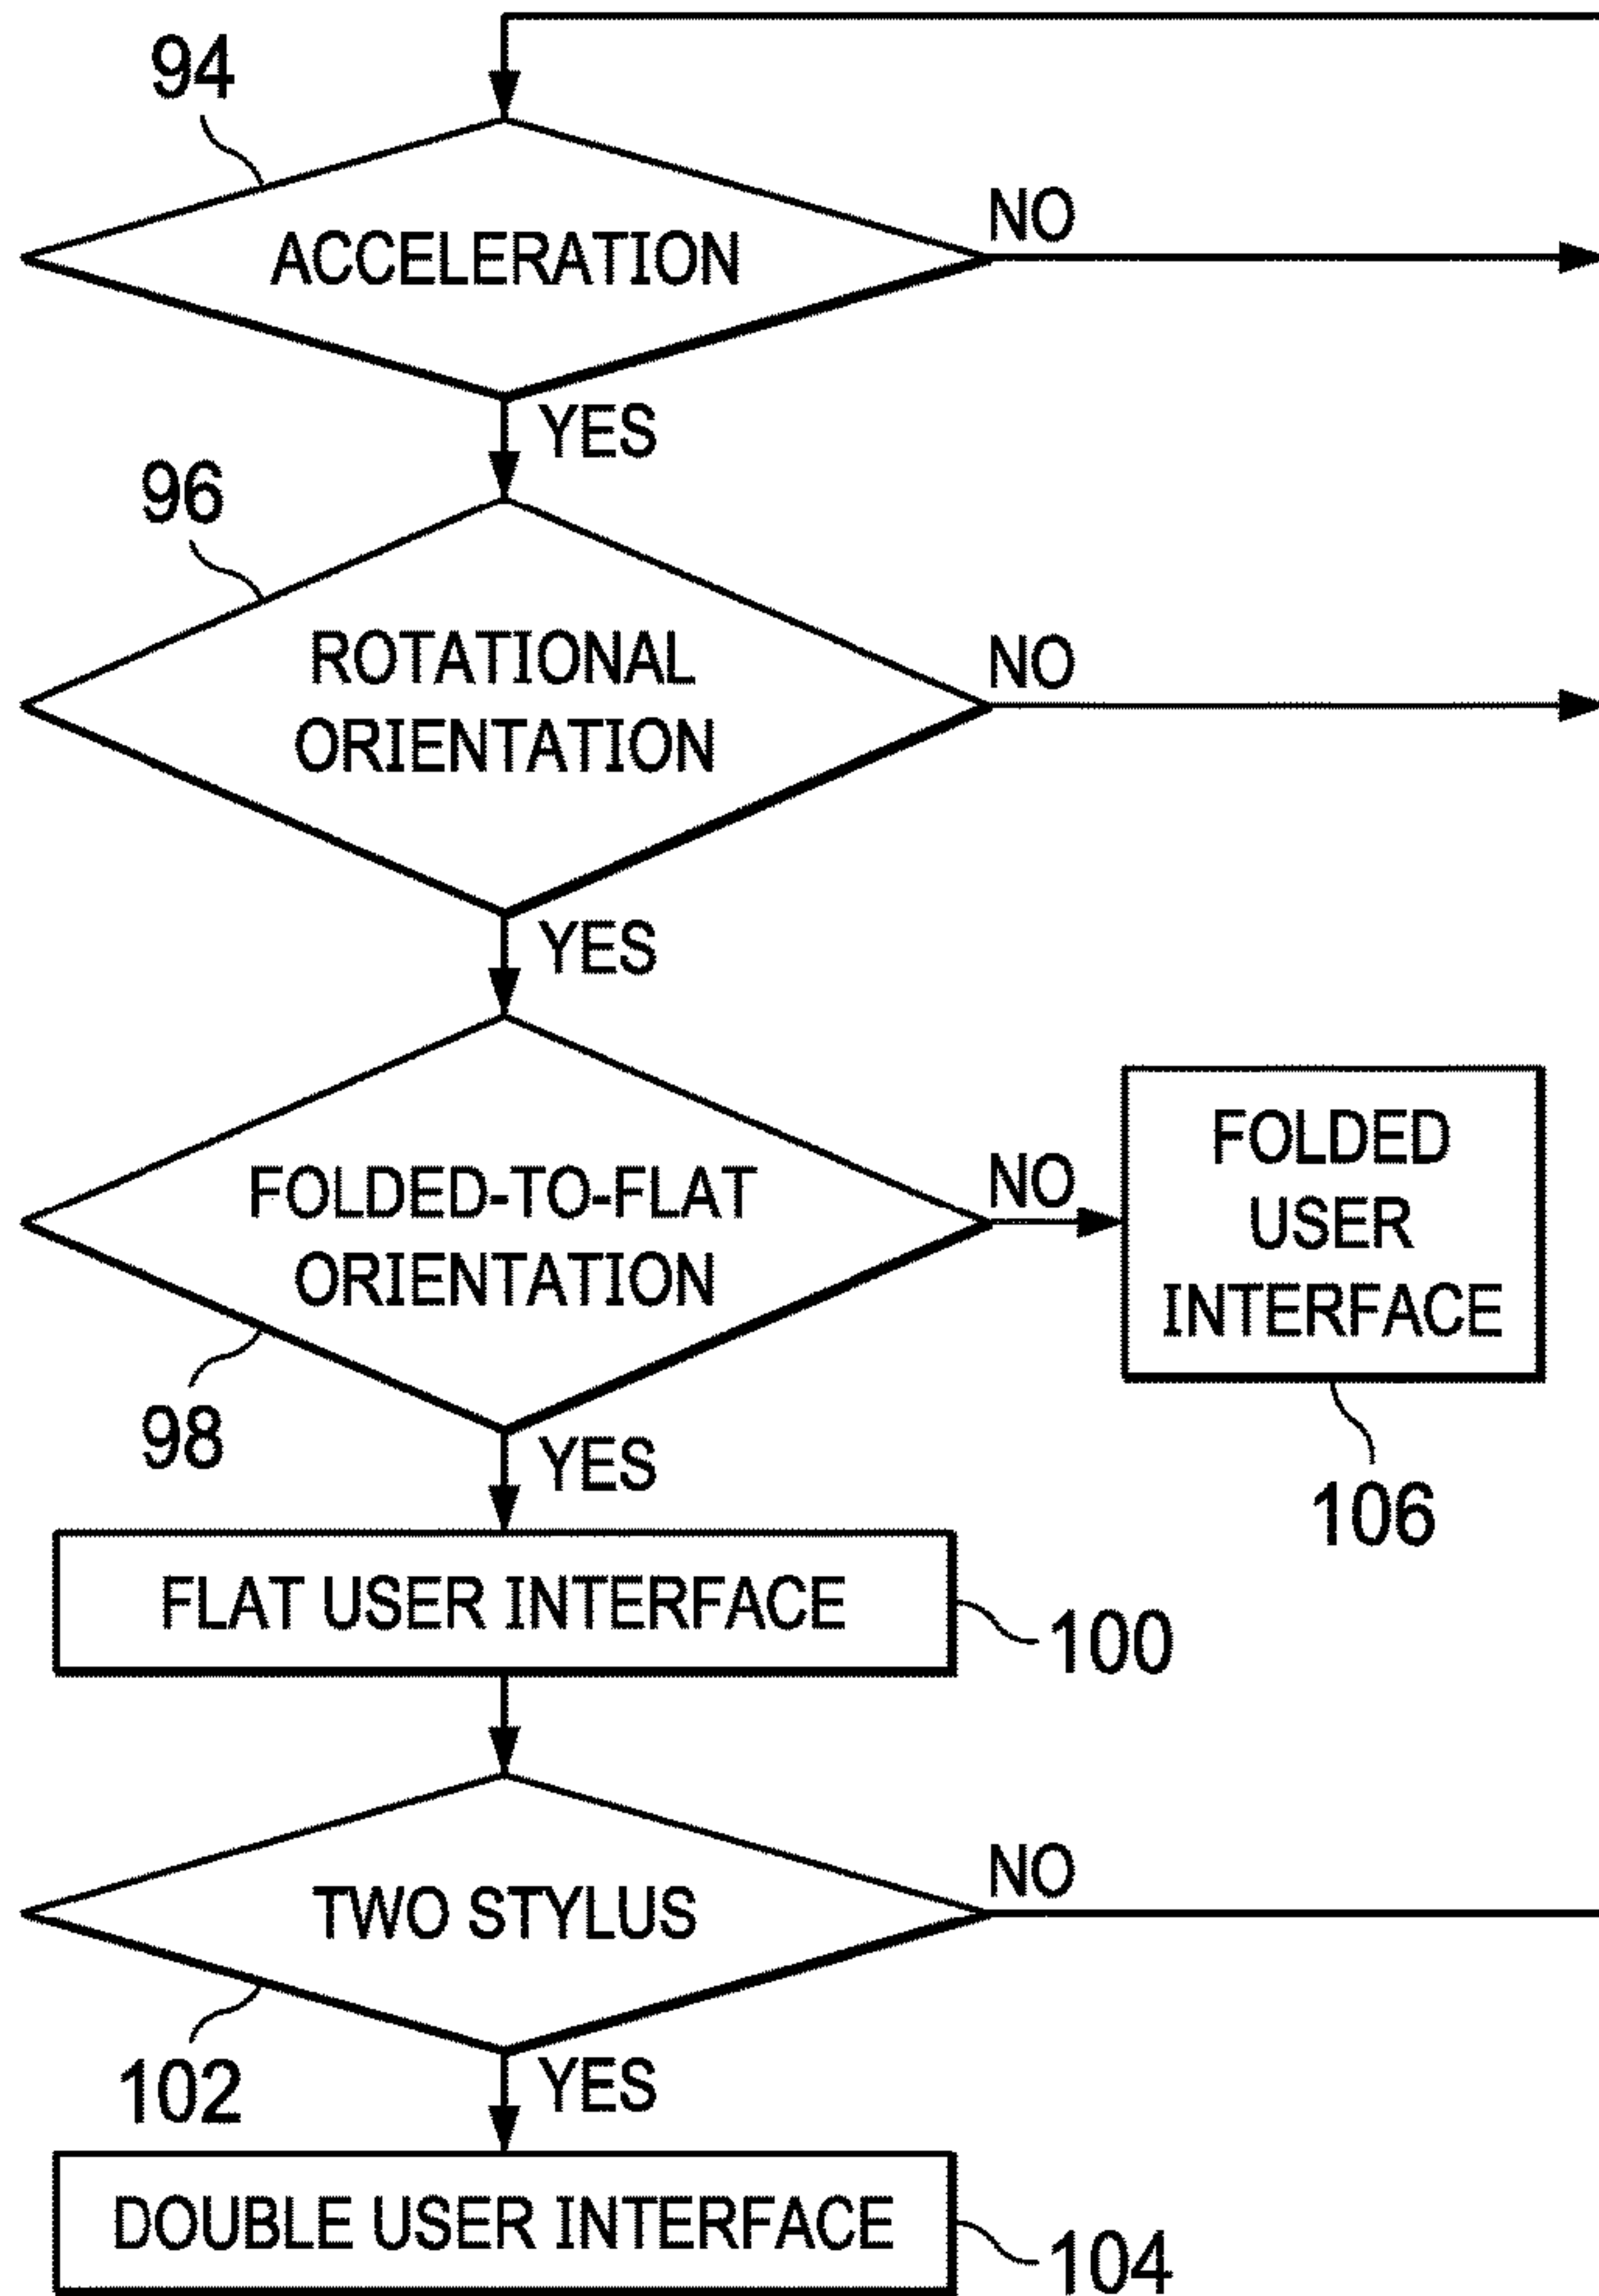 94
ACCELERATION
NO
YES
96
ROTATIONAL
ORIENTATION
NO
YES
FOLDED-TO-FLAT
ORIENTATION
NO
98
YES
FOLDED
USER
INTERFACE
106
FLAT USER INTERFACE
100
TWO STYLUS
NO
102
YES
DOUBLE USER INTERFACE
104